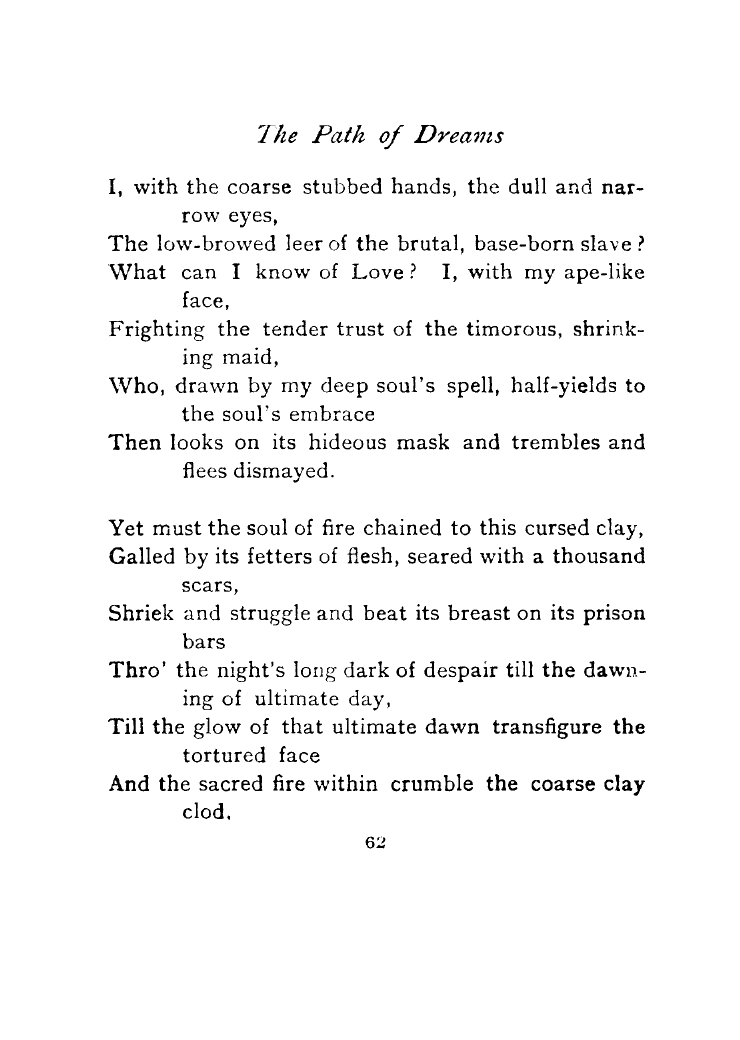 The Path of Dreams
I, with the coarse stubbed hands, the dull and nar-
row eyes,
The low-browed leer of the brutal, base-born slave ?
What can I know of Love ? I, with my ape-like
face,
Frighting the tender trust of the timorous, shrink-
ing maid,
Who, drawn by my deep soul's spell, half-yields to
the soul's embrace
Then looks on its hideous mask and trembles and
flees dismayed.
Yet must the soul of fire chained to this cursed clay,
Galled by its fetters of flesh, seared with a thousand
scars,
Shriek and struggle and beat its breast on its prison
bars
Thro' the night's long dark of despair till the dawn-
ing of ultimate day,
Till the glow of that ultimate dawn transfigure the
tortured face
And the sacred fire within crumble the coarse clay
clod,
62